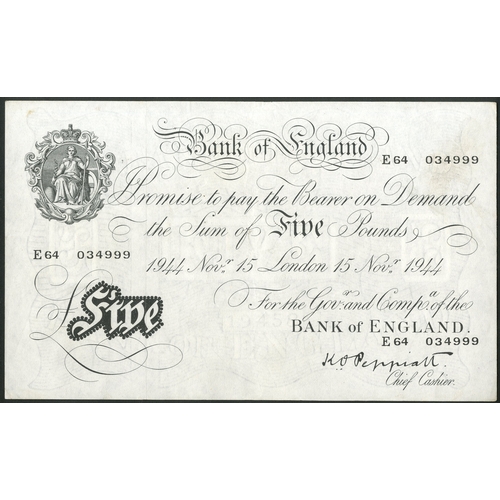 Bank of England
E64 034999
I Promise to pay the Bearer on Demand
the Sum of Five Pounds
E64 034999
1944 Novr. 15 London 15 Novr. 1944
For the Govr. and Compa. of the
£Five
BANK of ENGLAND.
E64 034999
K O Peppiatt
Chief Cashier.